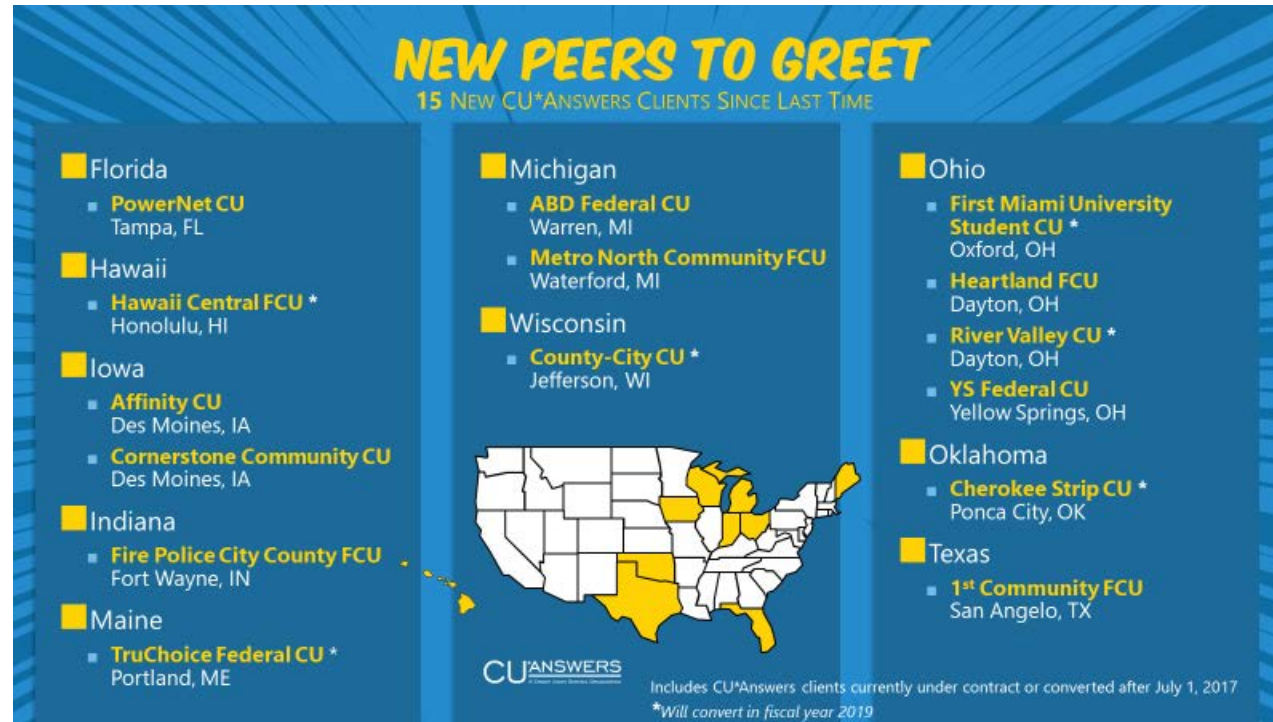 NEW PEERS TO GREET
15 NEW CU*ANSWERS CLIENTS SINCE LAST TIME
Florida
PowerNet CU
Tampa, FL
Hawaii
Hawaii Central FCU *
Honolulu, HI
Iowa
Affinity CU
Des Moines, IA
Cornerstone Community CU
Des Moines, IA
Indiana
Fire Police City County FCU
Fort Wayne, IN
Maine
TruChoice Federal CU *
Portland, ME
Michigan
ABD Federal CU
Warren, MI
Metro North Community FCU
Waterford, MI
Wisconsin
County-City CU *
Jefferson, WI
Ohio
First Miami University
Student CU *
Oxford, OH
Heartland FCU
Dayton, OH
River Valley CU *
Dayton, OH
YS Federal CU
Yellow Springs, OH
Oklahoma
Cherokee Strip CU *
Ponca City, OK
Texas
1st Community FCU
San Angelo, TX
CU*ANSWERS
A Credit Union Service Organization
Includes CU*Answers clients currently under contract or converted after July 1, 2017
*Will convert in fiscal year 2019